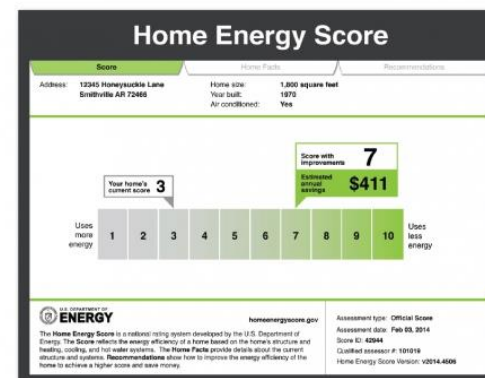 Home Energy Score
Score
Home Facts
Recommendations
Address: 12345 Honeysuckle Lane
Smithville AR 72466
Home size: 1,800 square feet
Year built: 1970
Air conditioned: Yes
Score with improvements 7
Your home's current score 3
Estimated annual savings $411
Uses more energy
1 2 3 4 5 6 7 8 9 10
Uses less energy
U.S. DEPARTMENT OF
ENERGY
homeenergyscore.gov
The Home Energy Score is a national rating system developed by the U.S. Department of
Energy. The Score reflects the energy efficiency of a home based on the home's structure and
heating, cooling, and hot water systems. The Home Facts provide details about the current
structure and systems. Recommendations show how to improve the energy efficiency of the
home to achieve a higher score and save money.
Assessment type: Official Score
Assessment date: Feb 03, 2014
Score ID: 42944
Qualified assessor #: 101016
Home Energy Score Version: v2014.4506